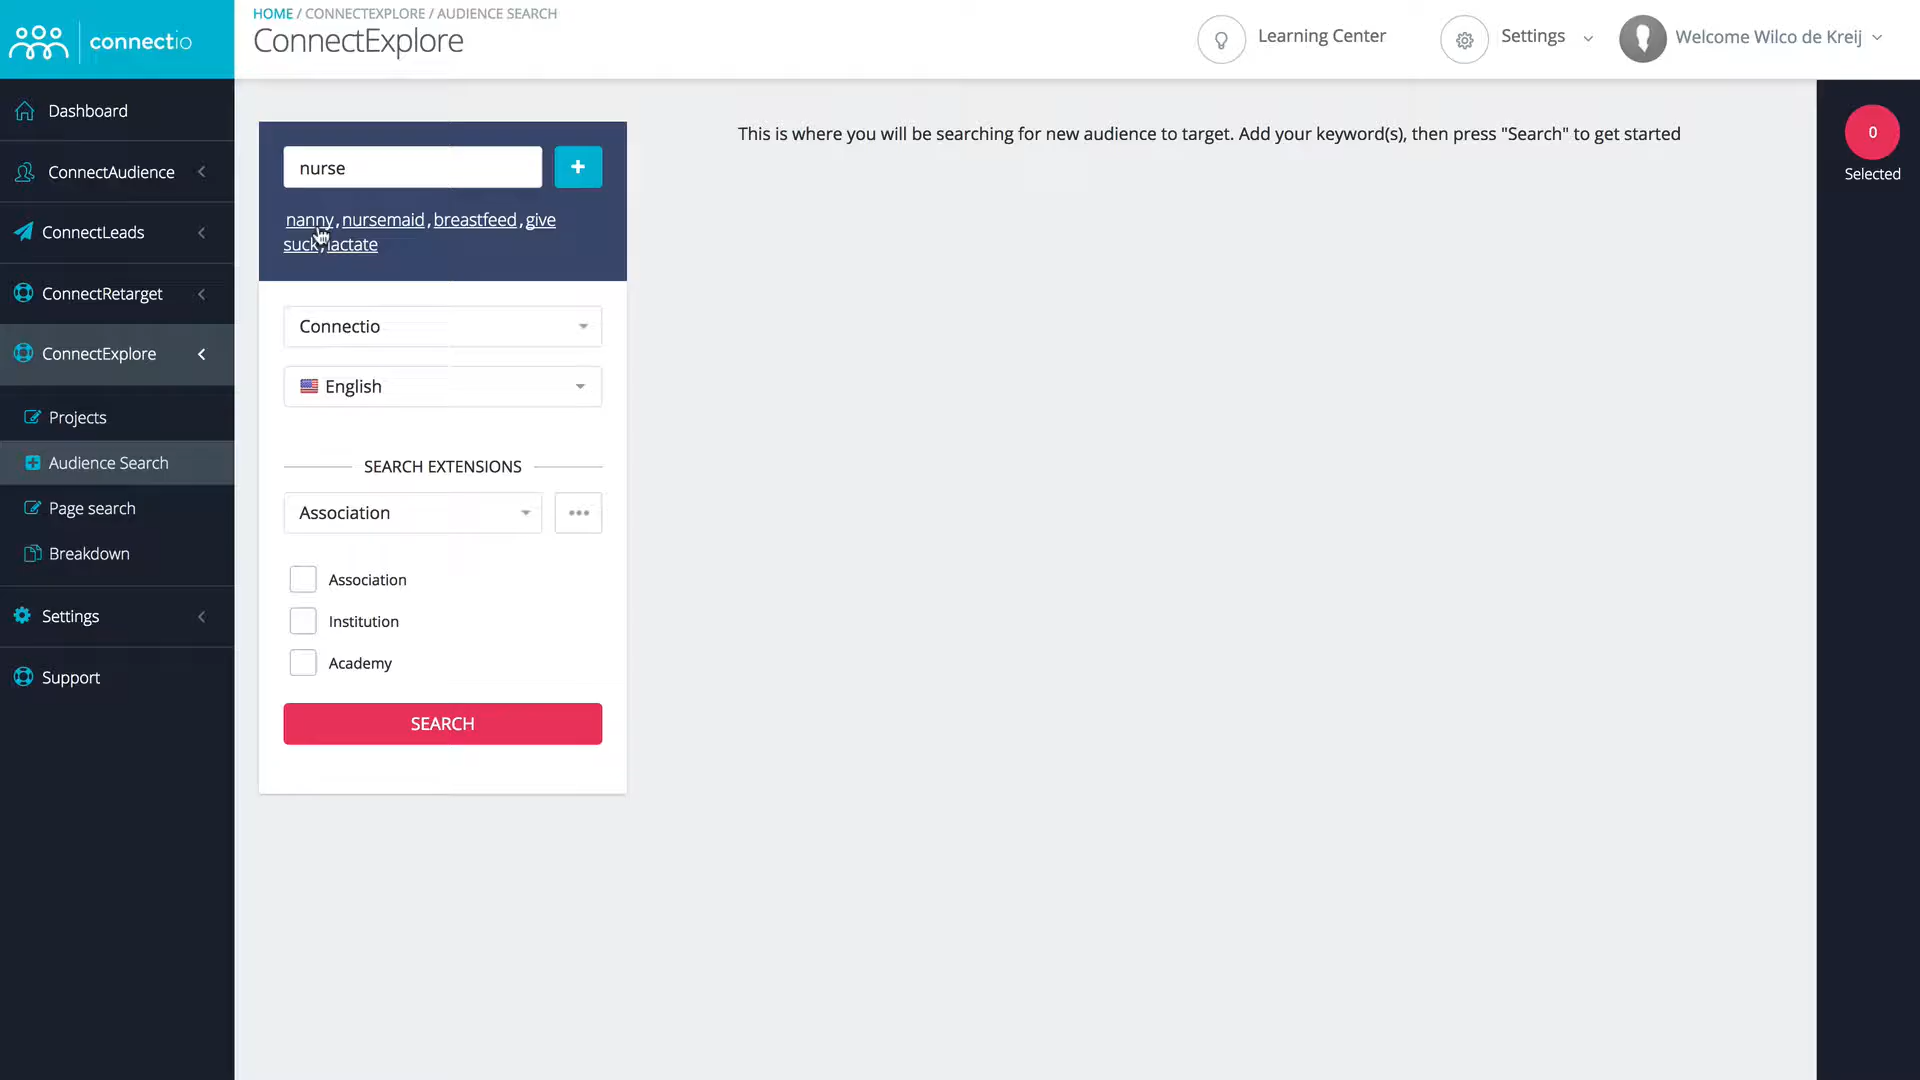 connectio
HOME / CONNECTEXPLORE / AUDIENCE SEARCH
ConnectExplore
Learning Center
Settings
Welcome Wilco de Kreij
Dashboard
ConnectAudience
ConnectLeads
ConnectRetarget
ConnectExplore
Projects
Audience Search
Page search
Breakdown
Settings
Support
nurse
+
nanny, nursemaid, breastfeed, give
suck, lactate
Connectio
English
SEARCH EXTENSIONS
Association
Association
Institution
Academy
SEARCH
This is where you will be searching for new audience to target. Add your keyword(s), then press "Search" to get started
0
Selected